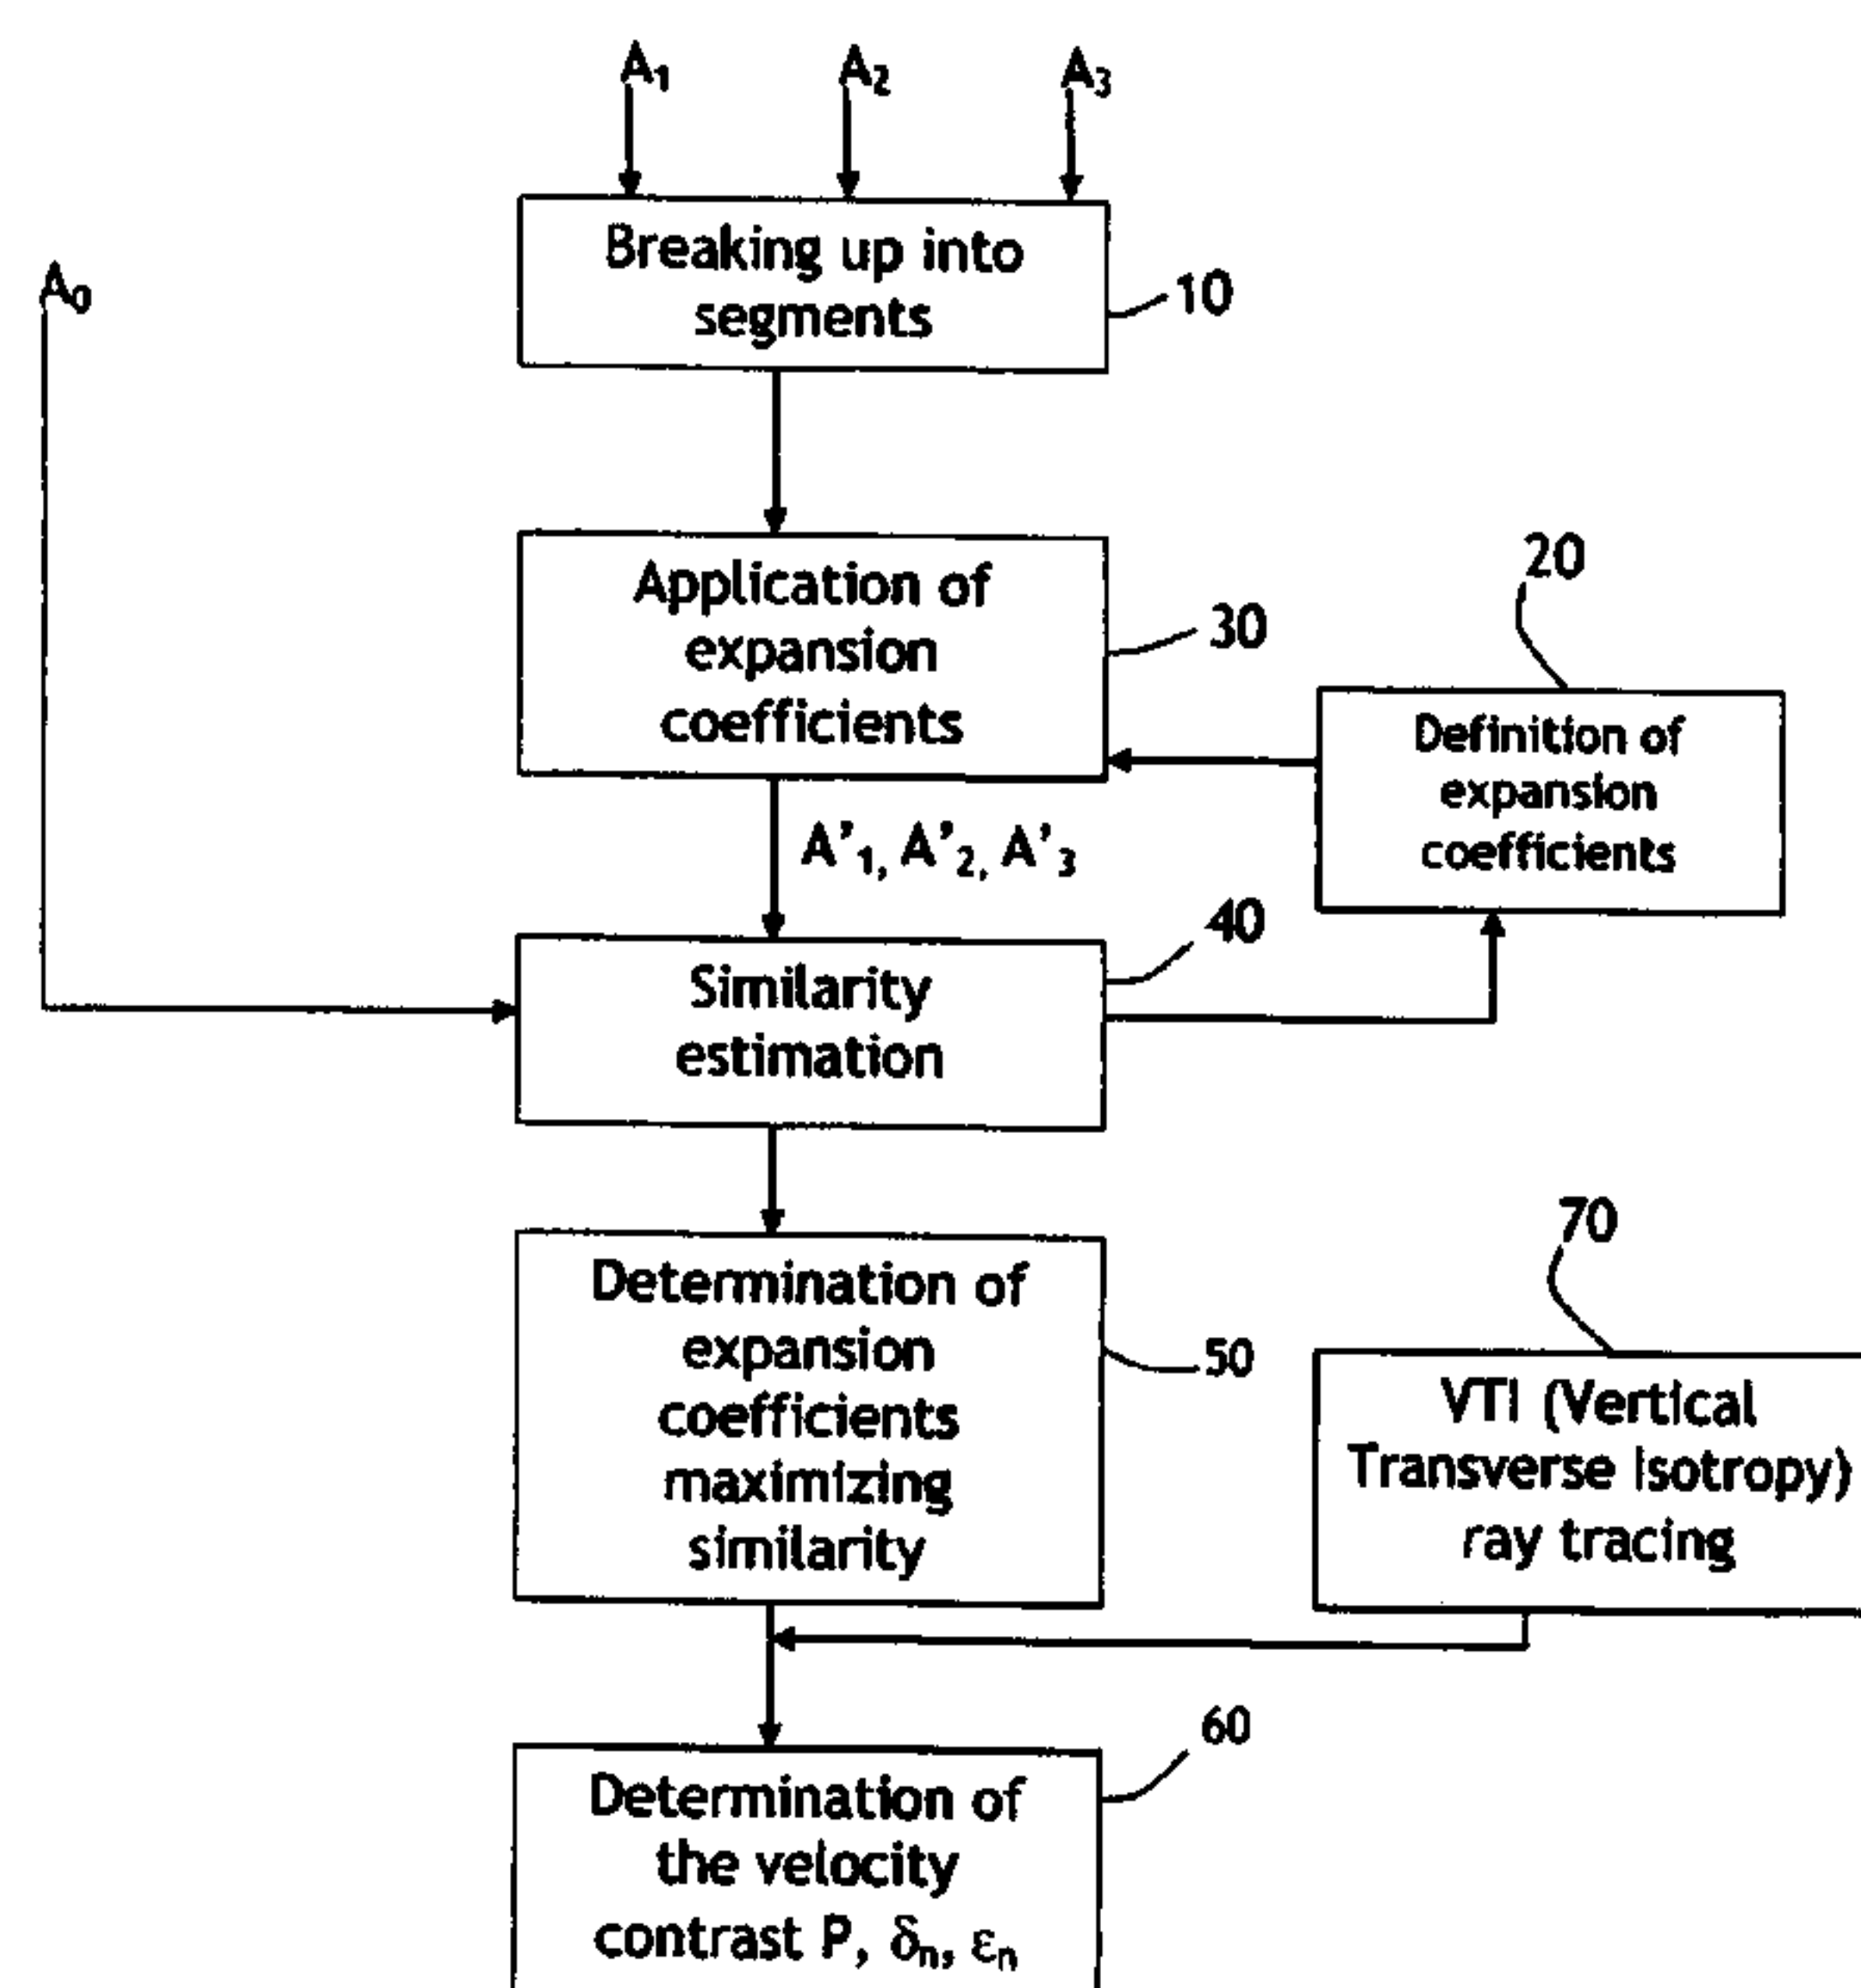 A₁ A₂ A₃
Breaking up into
segments
10
A₀
Application of
expansion
coefficients
30
20
Definition of
expansion
coefficients
A'₁, A'₂, A'₃
Similarity
estimation
40
Determination of
expansion
coefficients
maximizing
similarity
50
70
VTI (Vertical
Transverse Isotropy)
ray tracing
60
Determination of
the velocity
contrast P, δₙ, εₙ